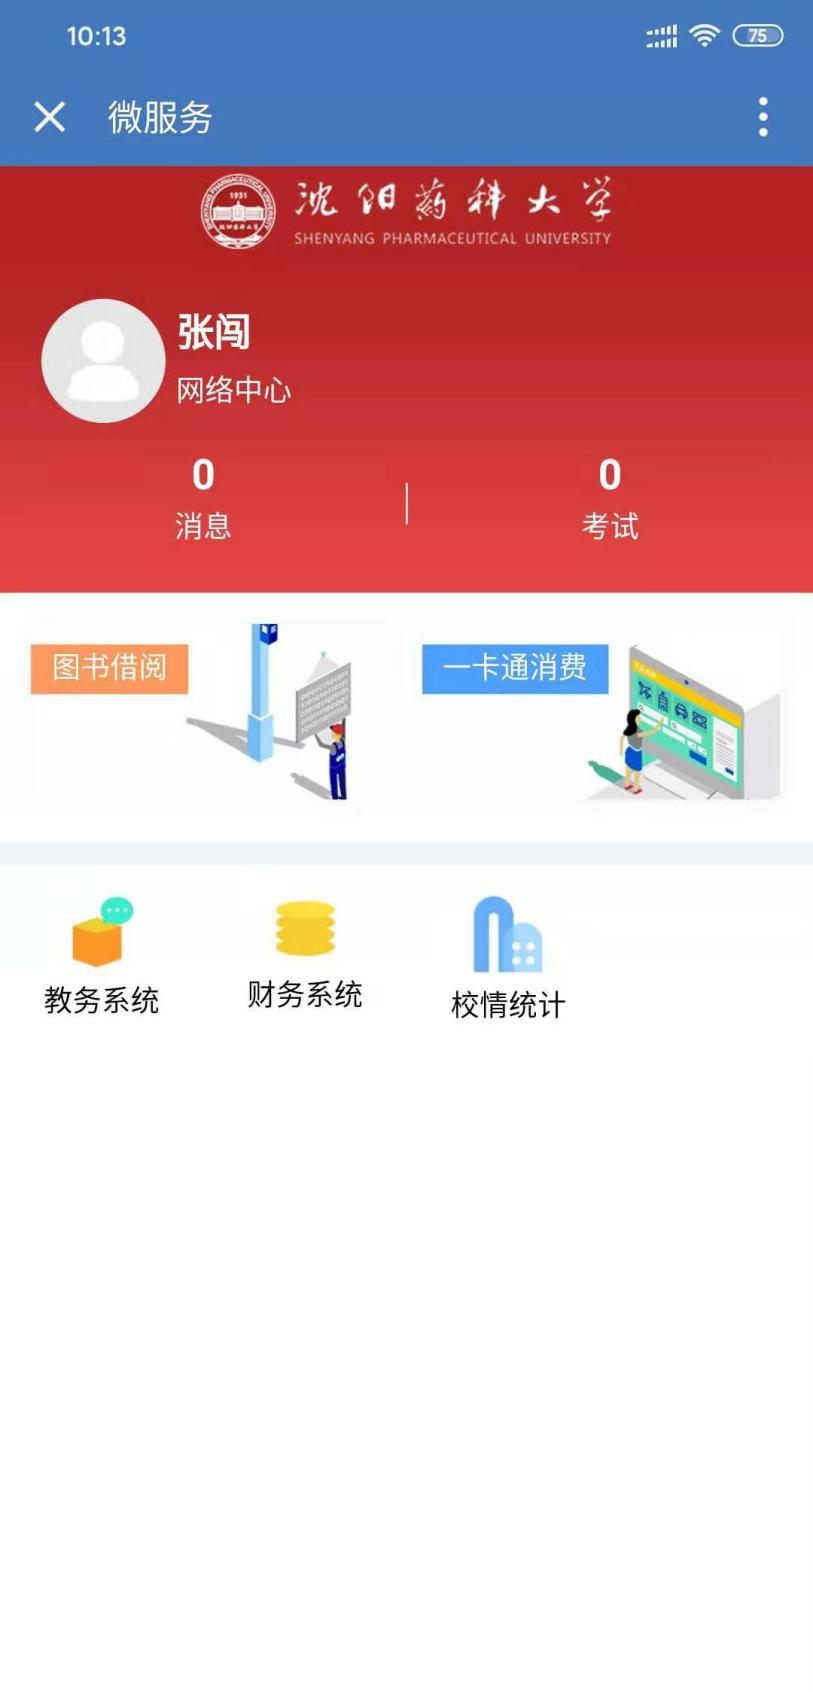 10:13
75
微服务
1931
沈阳药科大学
SHENYANG PHARMACEUTICAL UNIVERSITY
张闯
网络中心
0
0
消息
考试
图书借阅
一卡通消费
教务系统
财务系统
校情统计